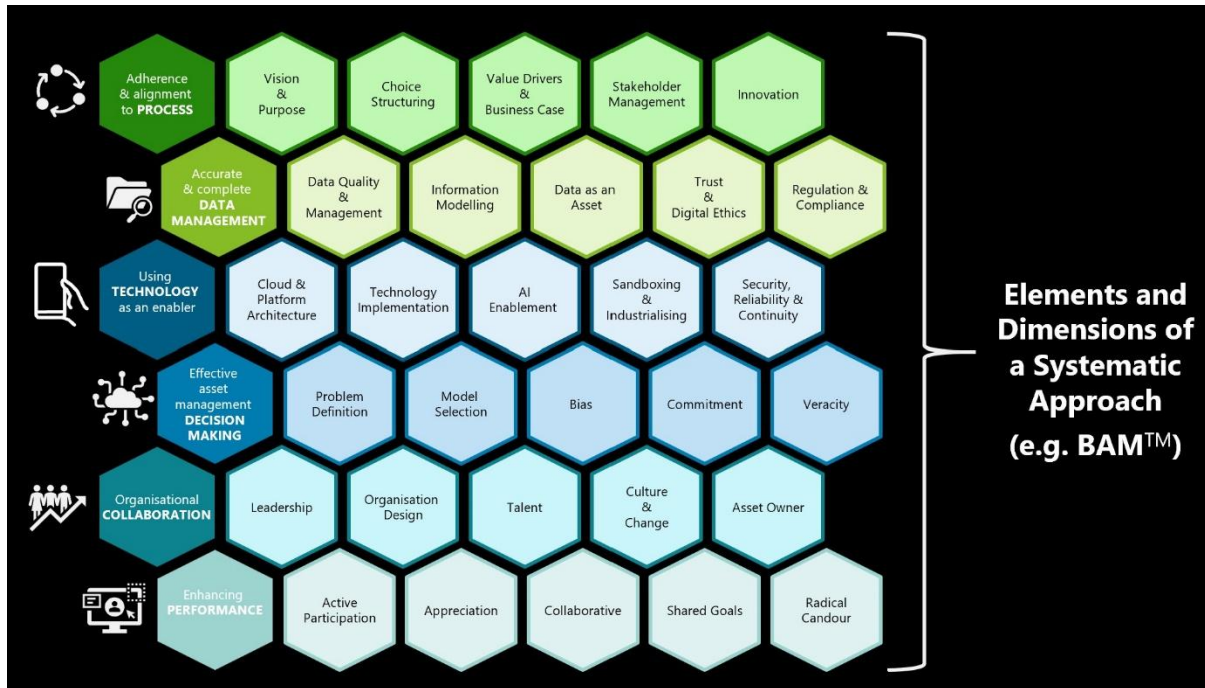 Adherence
& alignment
to PROCESS
Vision
&
Purpose
Choice
Structuring
Value Drivers
&
Business Case
Stakeholder
Management
Innovation
Accurate
& complete
DATA
MANAGEMENT
Data Quality
&
Management
Information
Modelling
Data as an
Asset
Trust
&
Digital Ethics
Regulation &
Compliance
Using
TECHNOLOGY
as an enabler
Cloud &
Platform
Architecture
Technology
Implementation
AI
Enablement
Sandboxing
&
Industrialising
Security,
Reliability &
Continuity
Effective
asset
management
DECISION
MAKING
Problem
Definition
Model
Selection
Bias
Commitment
Veracity
Organisational
COLLABORATION
Leadership
Organisation
Design
Talent
Culture
&
Change
Asset Owner
Enhancing
PERFORMANCE
Active
Participation
Appreciation
Collaborative
Shared Goals
Radical
Candour
Elements and
Dimensions of
a Systematic
Approach
(e.g. BAM™)